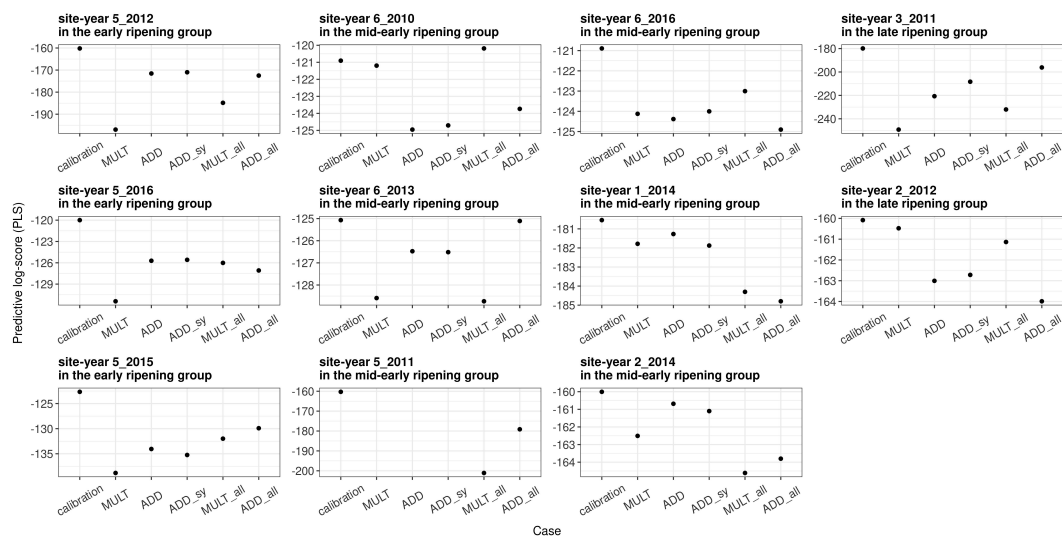 site-year 5_2012
in the early ripening group
-160
-170
-180
-190
calibration
MULT
ADD
ADD_sy
MULT_all
ADD_all
site-year 6_2010
in the mid-early ripening group
-120
-121
-122
-123
-124
-125
calibration
MULT
ADD
ADD_sy
MULT_all
ADD_all
site-year 6_2016
in the mid-early ripening group
-121
-122
-123
-124
-125
calibration
MULT
ADD
ADD_sy
MULT_all
ADD_all
site-year 3_2011
in the late ripening group
-180
-200
-220
-240
calibration
MULT
ADD
ADD_sy
MULT_all
ADD_all
Predictive log-score (PLS)
site-year 5_2016
in the early ripening group
-120
-123
-126
-129
calibration
MULT
ADD
ADD_sy
MULT_all
ADD_all
site-year 6_2013
in the mid-early ripening group
-125
-126
-127
-128
calibration
MULT
ADD
ADD_sy
MULT_all
ADD_all
site-year 1_2014
in the mid-early ripening group
-181
-182
-183
-184
-185
calibration
MULT
ADD
ADD_sy
MULT_all
ADD_all
site-year 2_2012
in the late ripening group
-160
-161
-162
-163
-164
calibration
MULT
ADD
ADD_sy
MULT_all
ADD_all
site-year 5_2015
in the early ripening group
-125
-130
-135
calibration
MULT
ADD
ADD_sy
MULT_all
ADD_all
site-year 5_2011
in the mid-early ripening group
-160
-170
-180
-190
-200
calibration
MULT
ADD
ADD_sy
MULT_all
ADD_all
site-year 2_2014
in the mid-early ripening group
-160
-161
-162
-163
-164
calibration
MULT
ADD
ADD_sy
MULT_all
ADD_all
Case